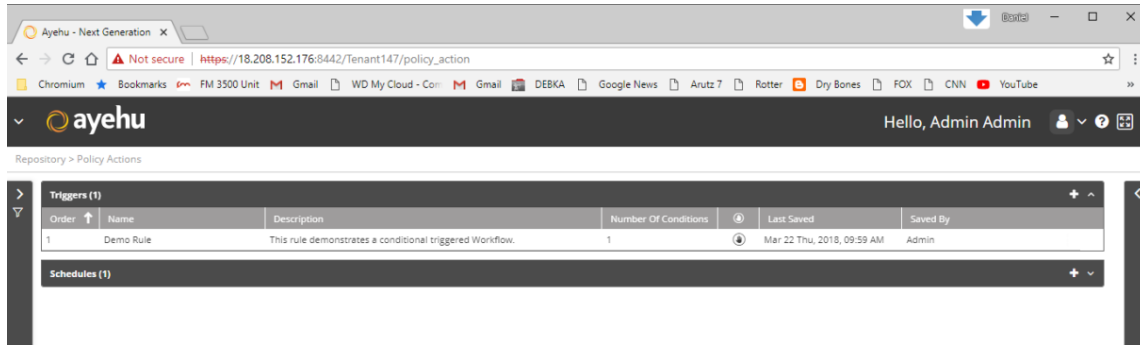 Ayehu - Next Generation
Daniel
Not secure | https://18.208.152.176:8442/Tenant147/policy_action
Chromium Bookmarks FM 3500 Unit Gmail WD My Cloud - Com Gmail DEBKA Google News Arutz 7 Rotter Dry Bones FOX CNN YouTube »
ayehu Hello, Admin Admin
Repository > Policy Actions
Triggers (1)
Order Name Description Number Of Conditions Last Saved Saved By
1 Demo Rule This rule demonstrates a conditional triggered Workflow. 1 Mar 22 Thu, 2018, 09:59 AM Admin
Schedules (1)